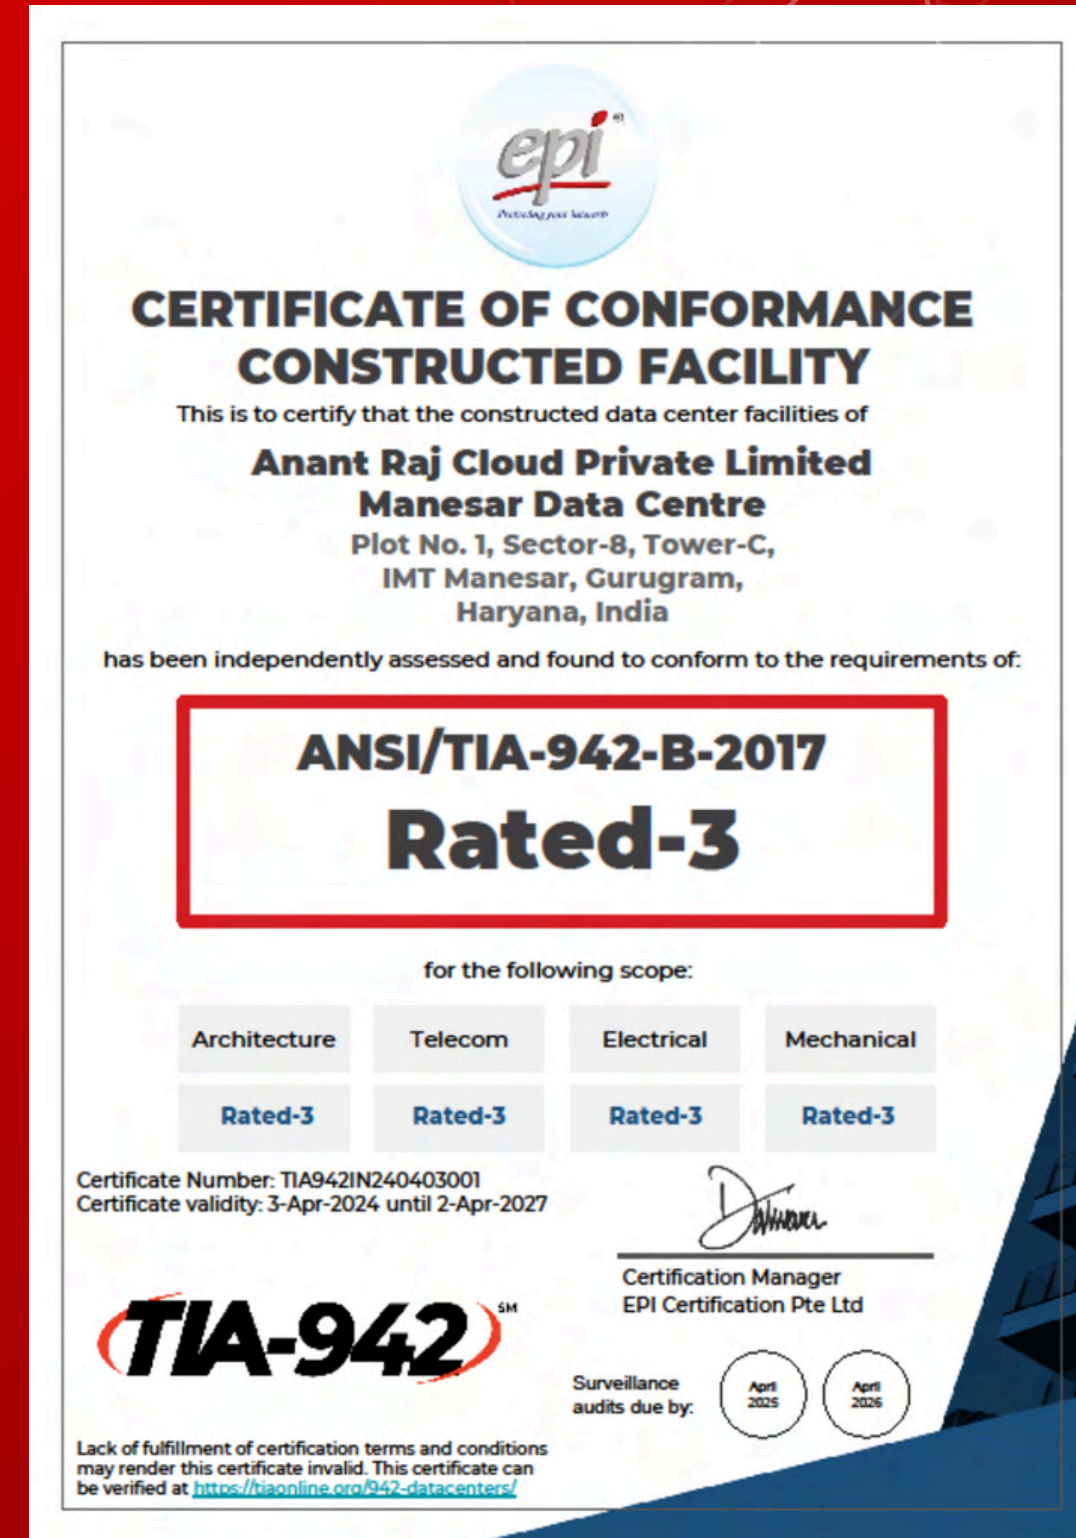 epi®
Protecting your Interests
CERTIFICATE OF CONFORMANCE
CONSTRUCTED FACILITY
This is to certify that the constructed data center facilities of
Anant Raj Cloud Private Limited
Manesar Data Centre
Plot No. 1, Sector-8, Tower-C,
IMT Manesar, Gurugram,
Haryana, India
has been independently assessed and found to conform to the requirements of:
ANSI/TIA-942-B-2017
Rated-3
for the following scope:
Architecture Telecom Electrical Mechanical
Rated-3 Rated-3 Rated-3 Rated-3
Certificate Number: TIA942IN240403001
Certificate validity: 3-Apr-2024 until 2-Apr-2027
Certification Manager
EPI Certification Pte Ltd
TIA-942 SM
Surveillance
audits due by:
April
2025
April
2026
Lack of fulfillment of certification terms and conditions
may render this certificate invalid. This certificate can
be verified at https://tiaonline.org/942-datacenters/